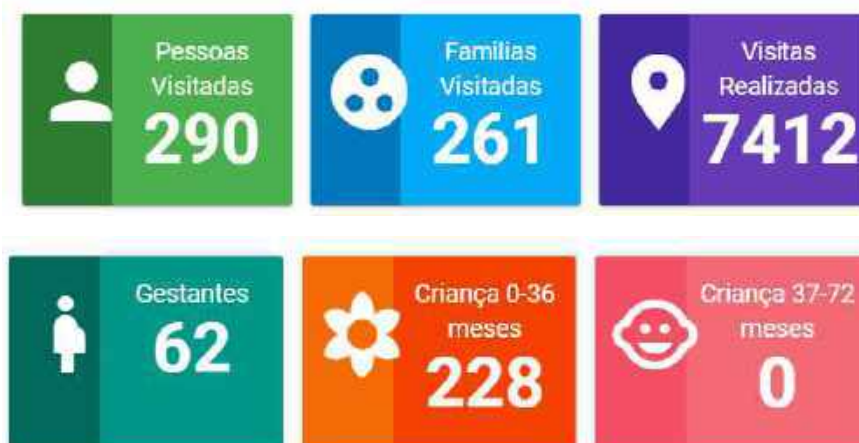 Pessoas
Visitadas
290
Familias
Visitadas
261
Visitas
Realizadas
7412
Gestantes
62
Criança 0-36
meses
228
Criança 37-72
meses
0